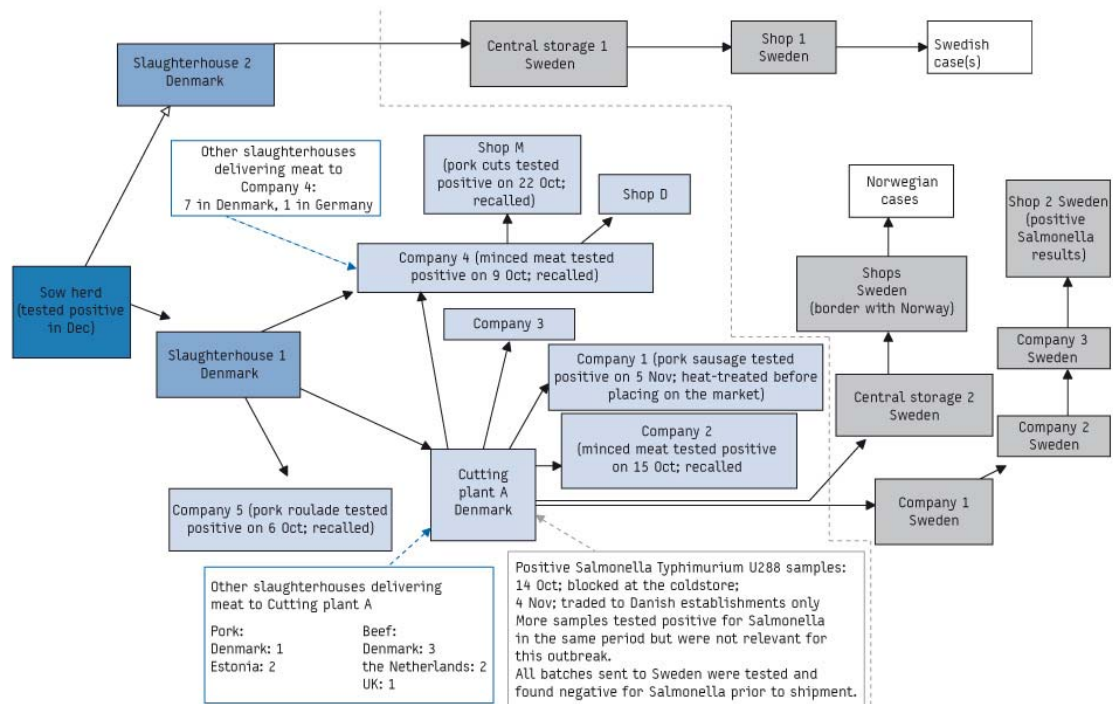 Slaughterhouse 2
Denmark
Central storage 1
Sweden
Shop 1
Sweden
Swedish
case(s)
Other slaughterhouses
delivering meat to
Company 4:
7 in Denmark, 1 in Germany
Shop M
(pork cuts tested
positive on 22 Oct;
recalled)
Shop D
Norwegian
cases
Shop 2 Sweden
(positive
Salmonella
results)
Sow herd
(tested positive
in Dec)
Company 4 (minced meat tested
positive on 9 Oct; recalled)
Shops
Sweden
(border with Norway)
Slaughterhouse 1
Denmark
Company 3
Company 3
Sweden
Company 1 (pork sausage tested
positive on 5 Nov; heat-treated before
placing on the market)
Central storage 2
Sweden
Company 2
(minced meat tested positive
on 15 Oct; recalled
Company 2
Sweden
Cutting
plant A
Denmark
Company 5 (pork roulade tested
positive on 6 Oct; recalled)
Company 1
Sweden
Other slaughterhouses delivering
meat to Cutting plant A
Pork:
Denmark: 1
Estonia: 2
Beef:
Denmark: 3
the Netherlands: 2
UK: 1
Positive Salmonella Typhimurium U288 samples:
14 Oct; blocked at the coldstore;
4 Nov; traded to Danish establishments only
More samples tested positive for Salmonella
in the same period but were not relevant for
this outbreak.
All batches sent to Sweden were tested and
found negative for Salmonella prior to shipment.